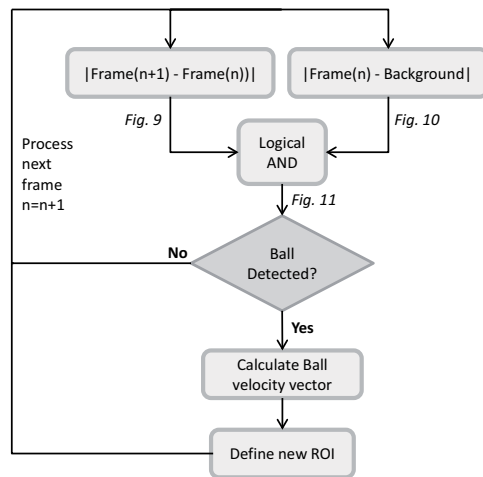 |Frame(n+1) - Frame(n))|
|Frame(n) - Background|
Fig. 9
Fig. 10
Process
next
frame
n=n+1
Logical
AND
Fig. 11
No
Ball
Detected?
Yes
Calculate Ball
velocity vector
Define new ROI